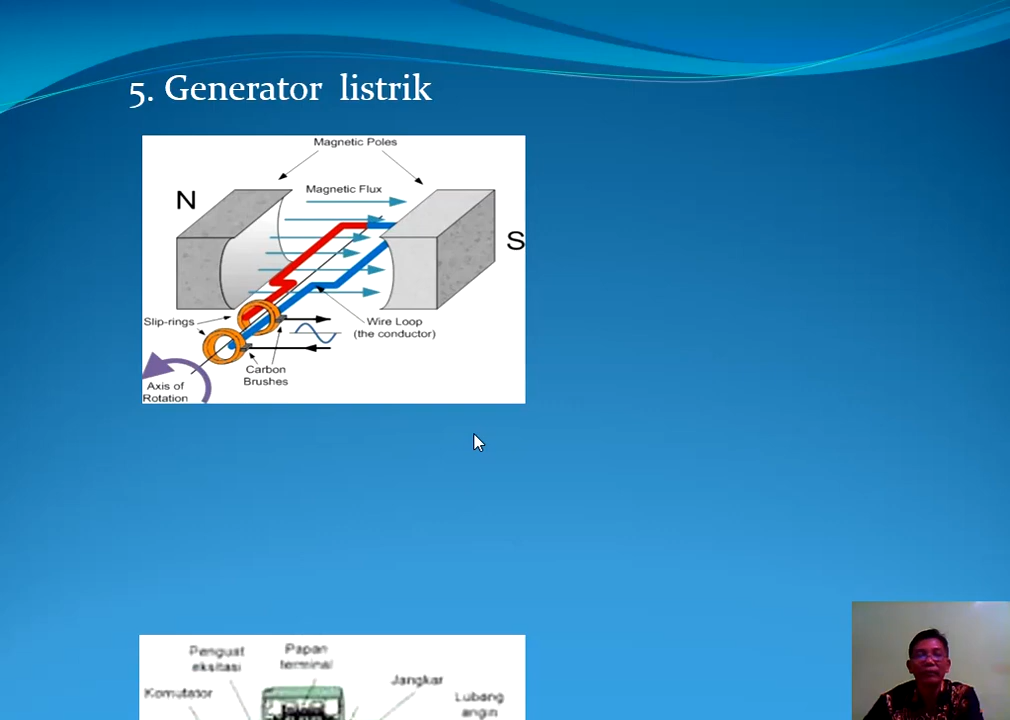 5. Generator listrik
Magnetic Poles
Magnetic Flux
N
S
Slip-rings
Wire Loop
(the conductor)
Carbon
Brushes
Axis of
Rotation
Penguat
eksitasi
Papan
terminal
Jangkar
Komutator
Lubang
angin